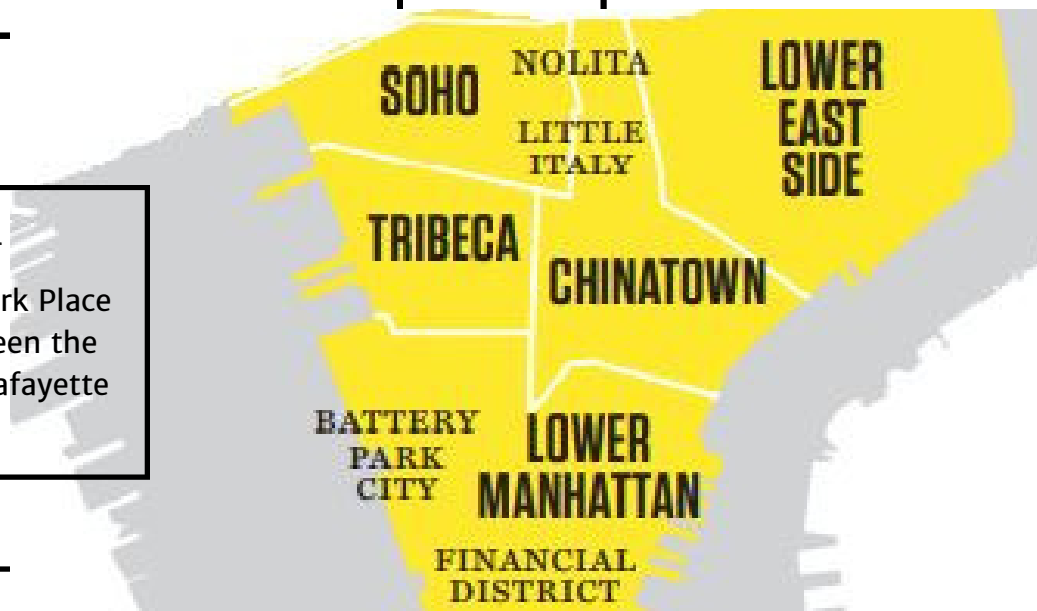 rk Place
een the
afayette
SOHO
NOLITA
LITTLE
ITALY
LOWER
EAST
SIDE
TRIBECA
CHINATOWN
BATTERY
PARK
CITY
LOWER
MANHATTAN
FINANCIAL
DISTRICT